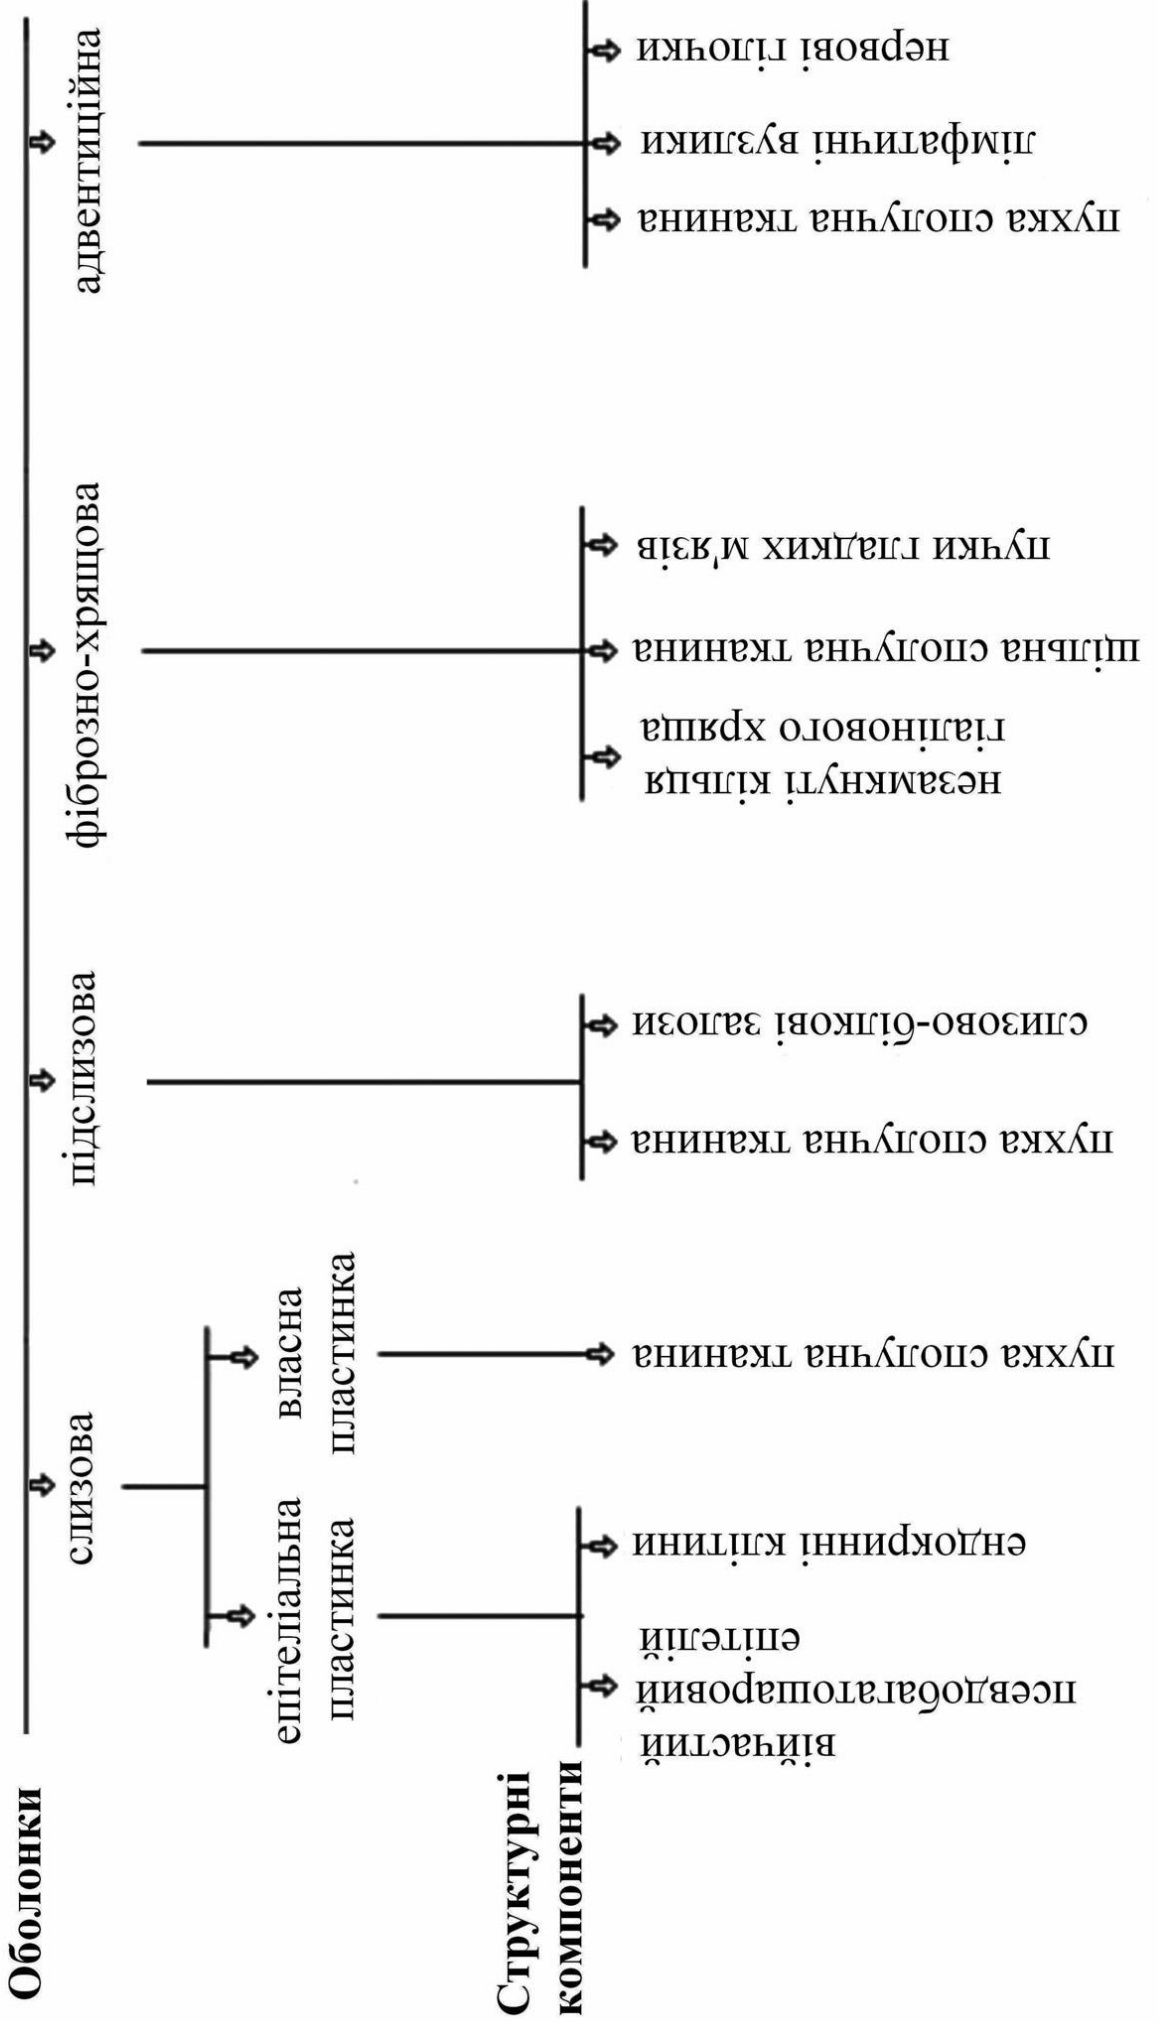 Оболонки
слизова
підслизова
фіброзно-хрящова
адвентиційна
епітеліальна
пластинка
власна
пластинка
Структурні
компоненти
війчастий
псевдобагатошаровий
епітелій
ендокринні клітини
пухка сполучна тканина
пухка сполучна тканина
слизово-білкові залози
незамкнуті кільця
гіалінового хряща
щільна сполучна тканина
пучки гладких м'язів
пухка сполучна тканина
лімфатичні вузлики
нервові гілочки